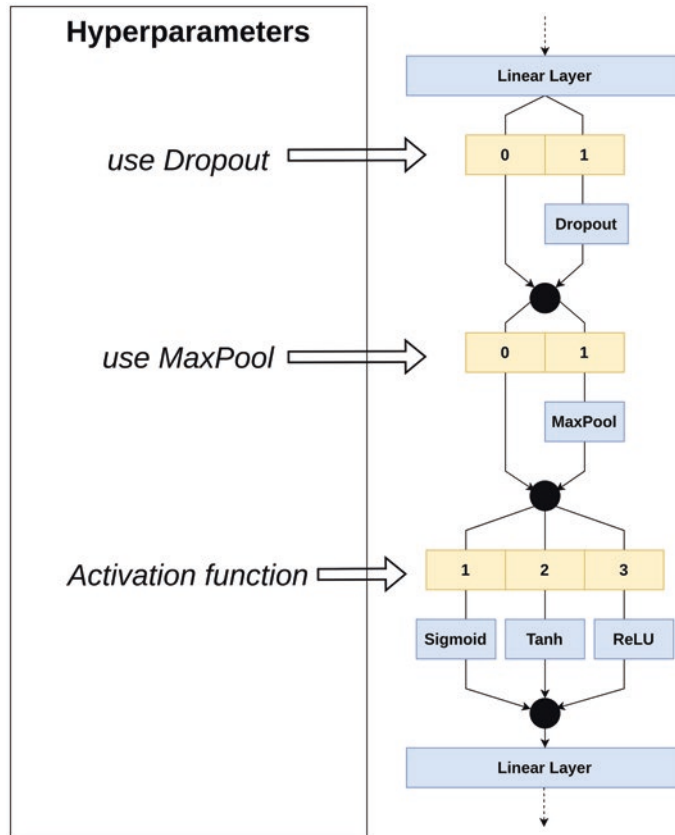 Hyperparameters
Linear Layer
use Dropout
0 1
Dropout
use MaxPool
0 1
MaxPool
Activation function
1 2 3
Sigmoid Tanh ReLU
Linear Layer